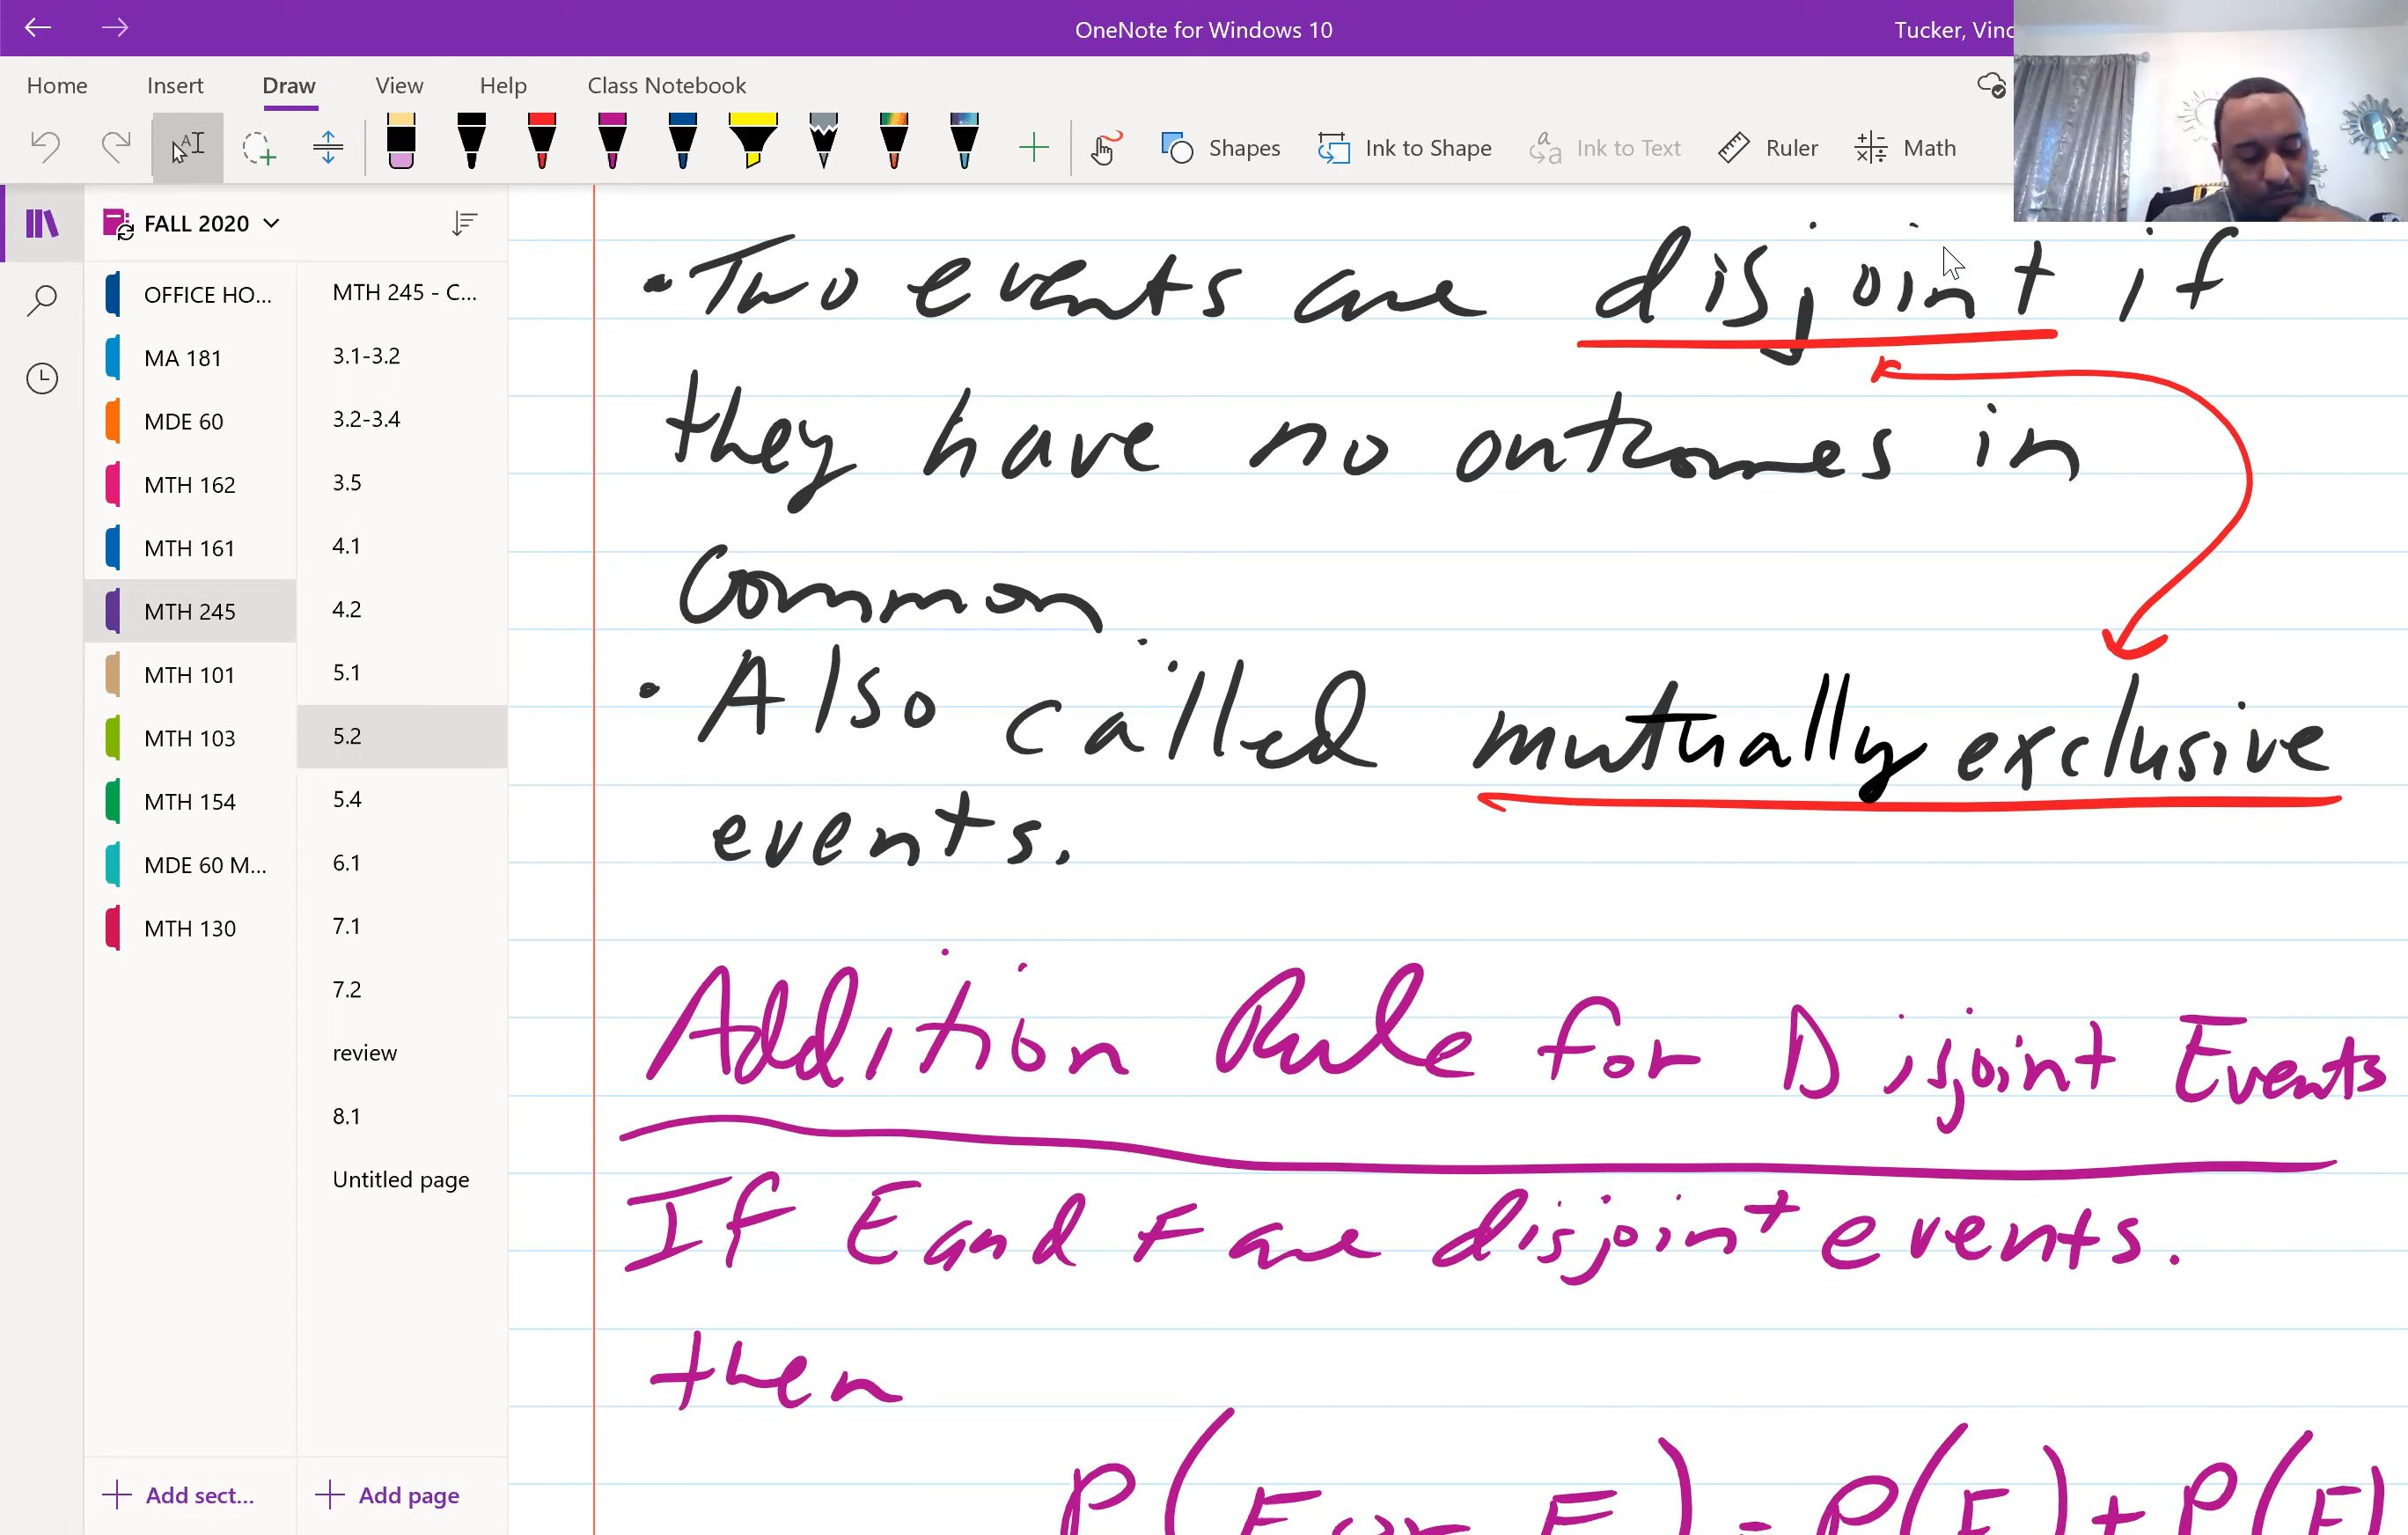 OneNote for Windows 10
Tucker, Vinc
Home Insert Draw View Help Class Notebook
Shapes Ink to Shape Ink to Text Ruler Math
FALL 2020
OFFICE HO...
MA 181
MDE 60
MTH 162
MTH 161
MTH 245
MTH 101
MTH 103
MTH 154
MDE 60 M...
MTH 130
Add sect...
MTH 245 - C...
3.1-3.2
3.2-3.4
3.5
4.1
4.2
5.1
5.2
5.4
6.1
7.1
7.2
review
8.1
Untitled page
Add page
• Two events are disjoint if
they have no outcomes in
Common
• Also called mutually exclusive
events.
Addition Rule for Disjoint Events
If E and F are disjoint events.
then
P(E or F) = P(E) + P(F)